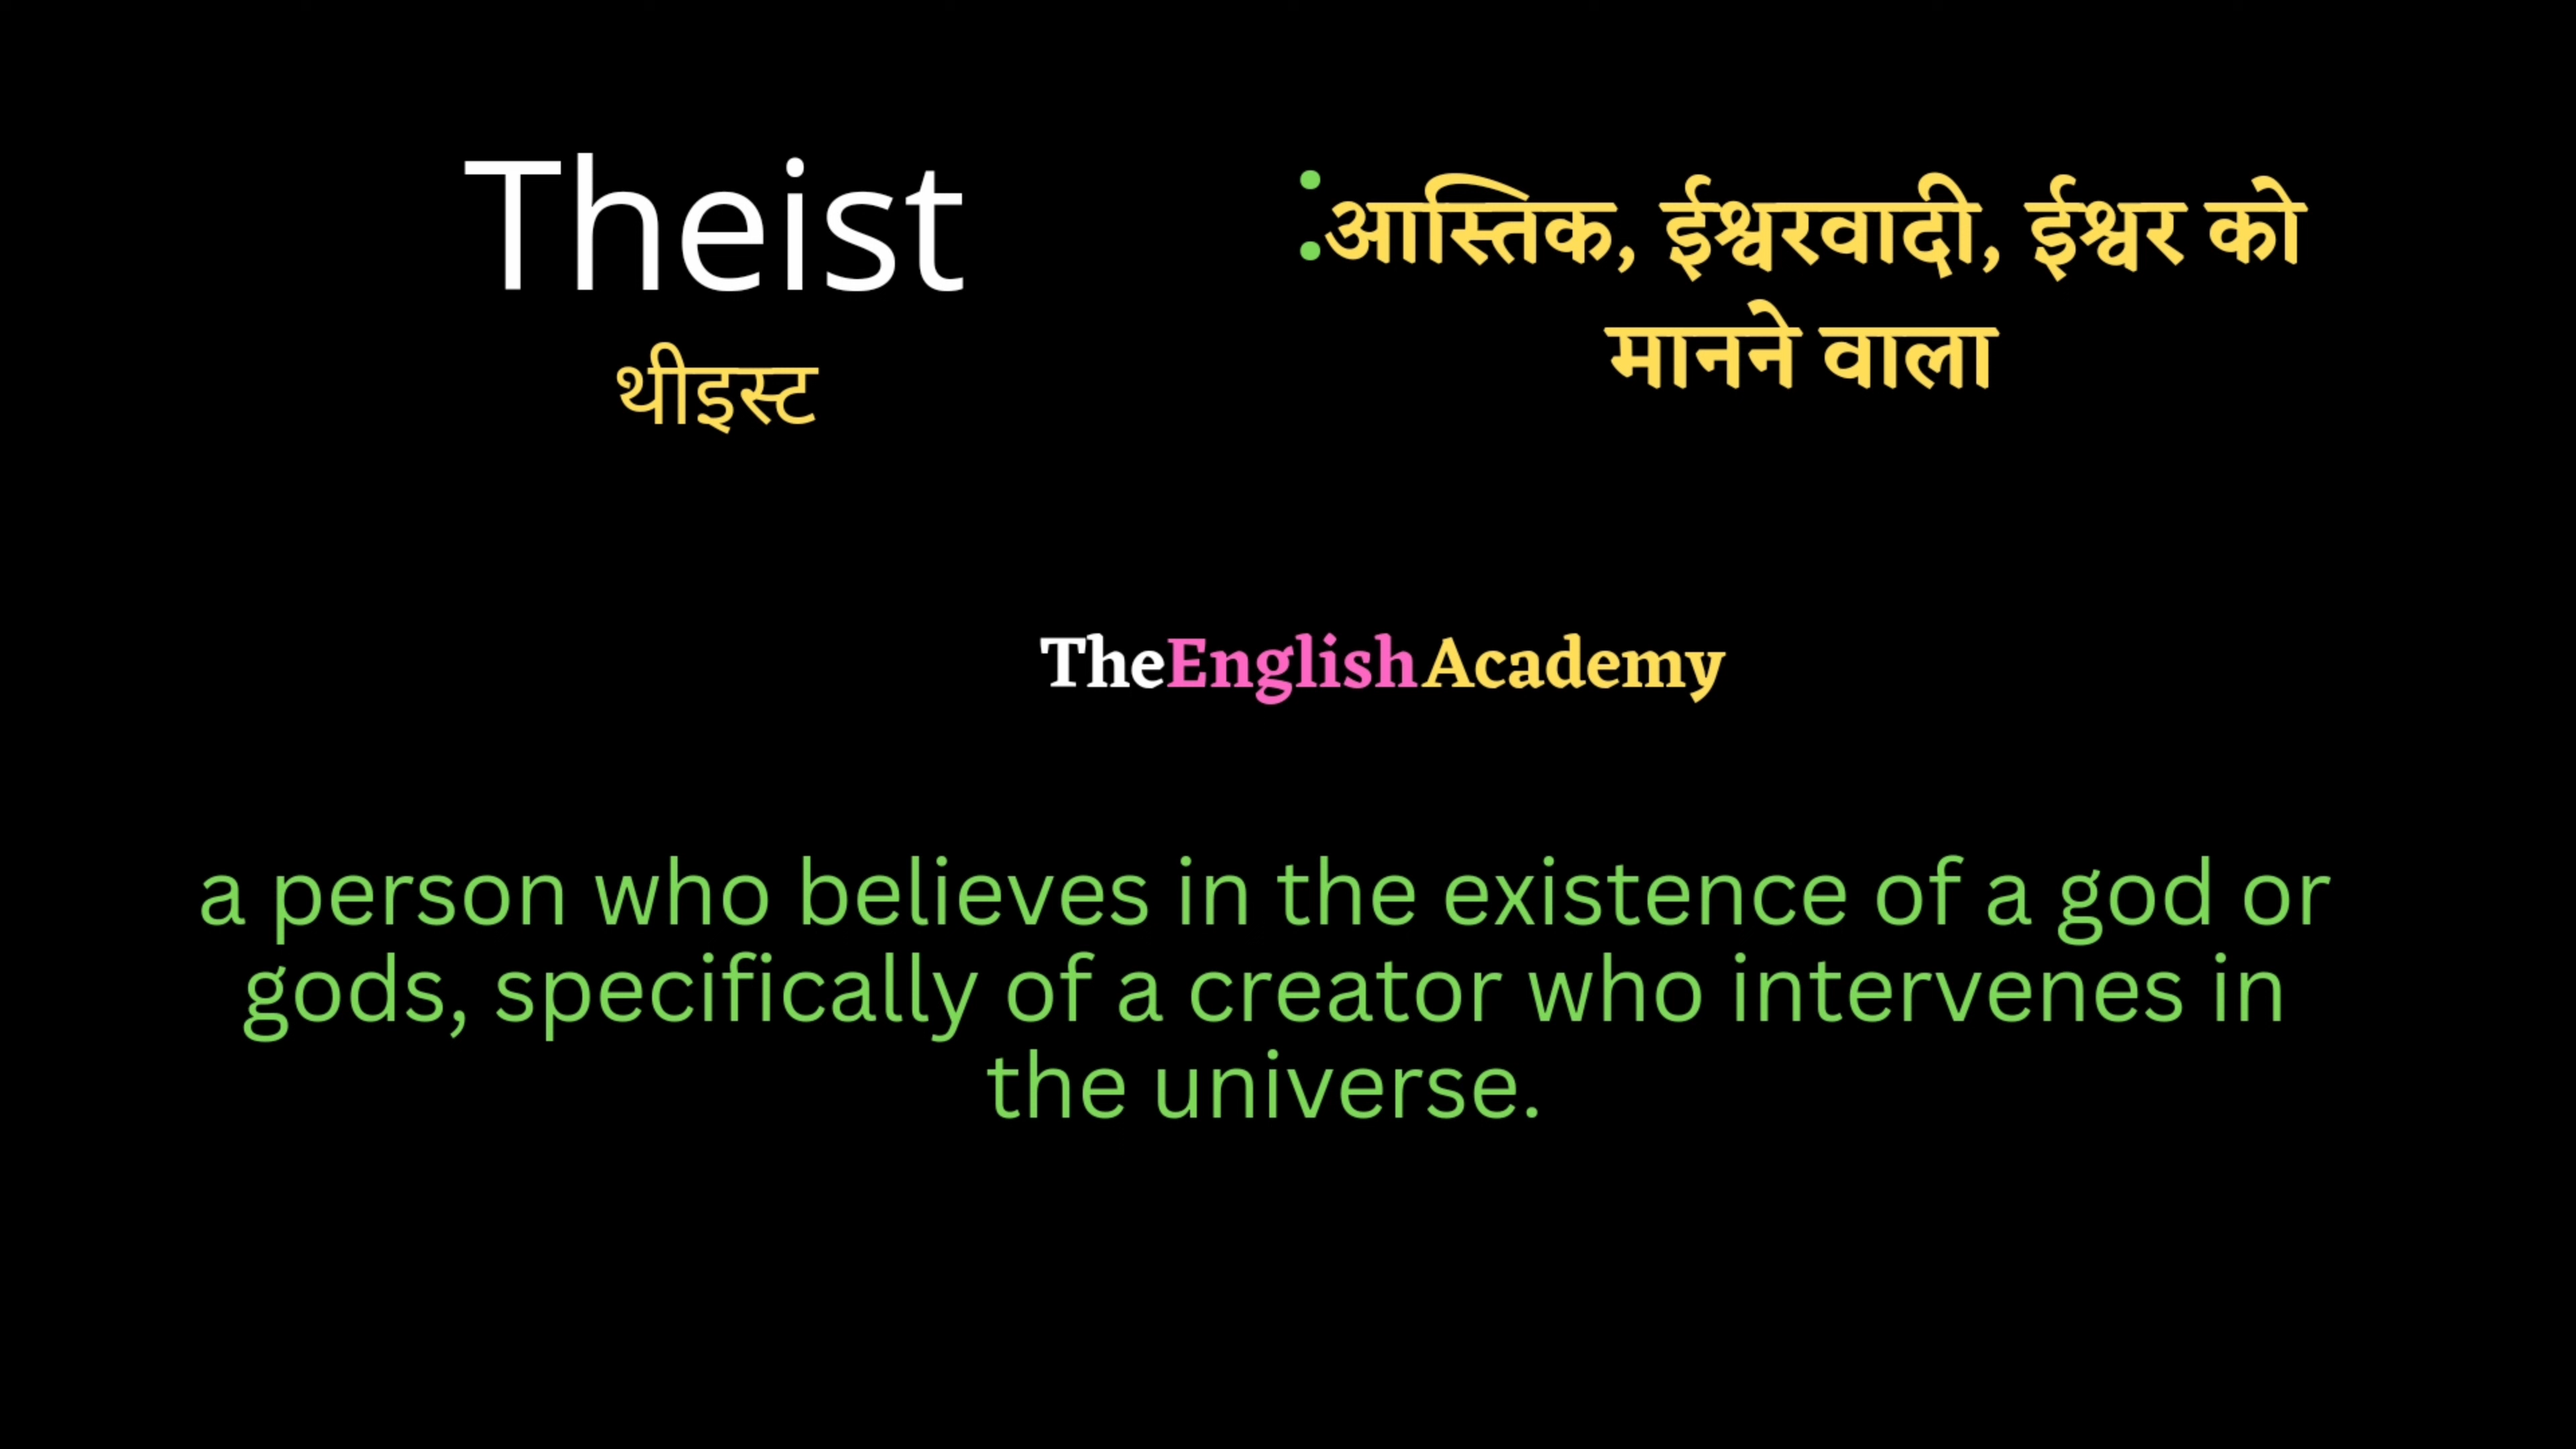 Theist
थीइस्ट
:आस्तिक, ईश्वरवादी, ईश्वर को
मानने वाला
TheEnglishAcademy
a person who believes in the existence of a god or
gods, specifically of a creator who intervenes in
the universe.